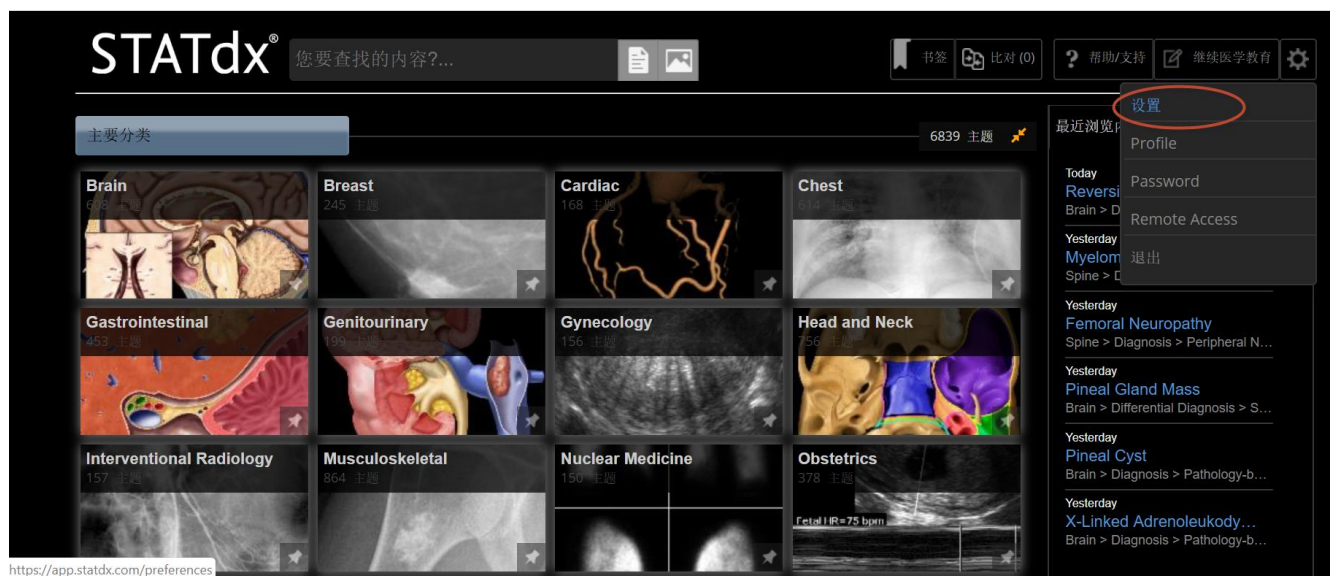 STATdx®
您要查找的内容?...
书签
比对 (0)
帮助/支持
继续医学教育
设置
Profile
Password
Remote Access
退出
主要分类
6839 主题
最近浏览
Brain
608 主题
Breast
245 主题
Cardiac
168 主题
Chest
614 主题
Gastrointestinal
453 主题
Genitourinary
199 主题
Gynecology
156 主题
Head and Neck
756 主题
Interventional Radiology
157 主题
Musculoskeletal
864 主题
Nuclear Medicine
150 主题
Obstetrics
378 主题
Fetal HR=75 bpm
Today
Reversi
Brain > D
Yesterday
Myelom
Spine > D
Yesterday
Femoral Neuropathy
Spine > Diagnosis > Peripheral N...
Yesterday
Pineal Gland Mass
Brain > Differential Diagnosis > S...
Yesterday
Pineal Cyst
Brain > Diagnosis > Pathology-b...
Yesterday
X-Linked Adrenoleukody...
Brain > Diagnosis > Pathology-b...
https://app.statdx.com/preferences